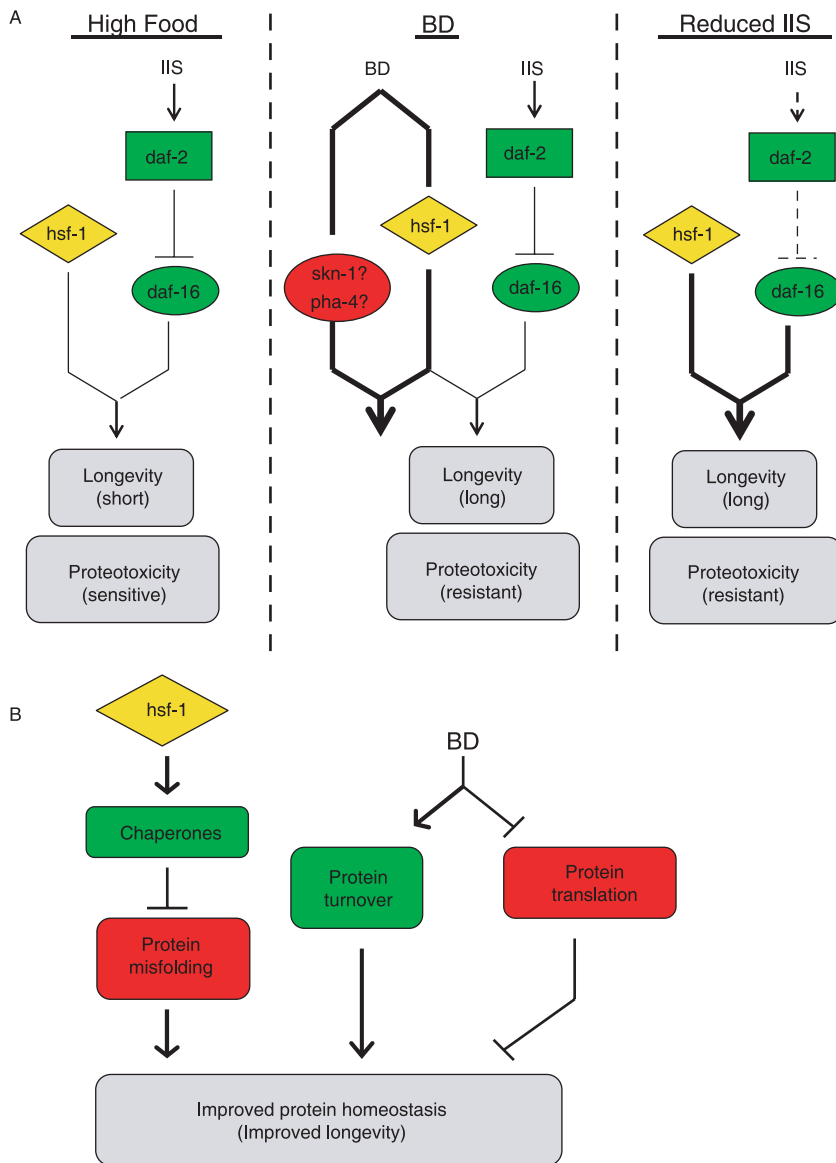 A
High Food
BD
Reduced IIS
IIS
daf-2
hsf-1
daf-16
Longevity
(short)
Proteotoxicity
(sensitive)
BD
IIS
daf-2
hsf-1
skn-1?
pha-4?
daf-16
Longevity
(long)
Proteotoxicity
(resistant)
IIS
daf-2
hsf-1
daf-16
Longevity
(long)
Proteotoxicity
(resistant)
B
hsf-1
BD
Chaperones
Protein
turnover
Protein
translation
Protein
misfolding
Improved protein homeostasis
(Improved longevity)